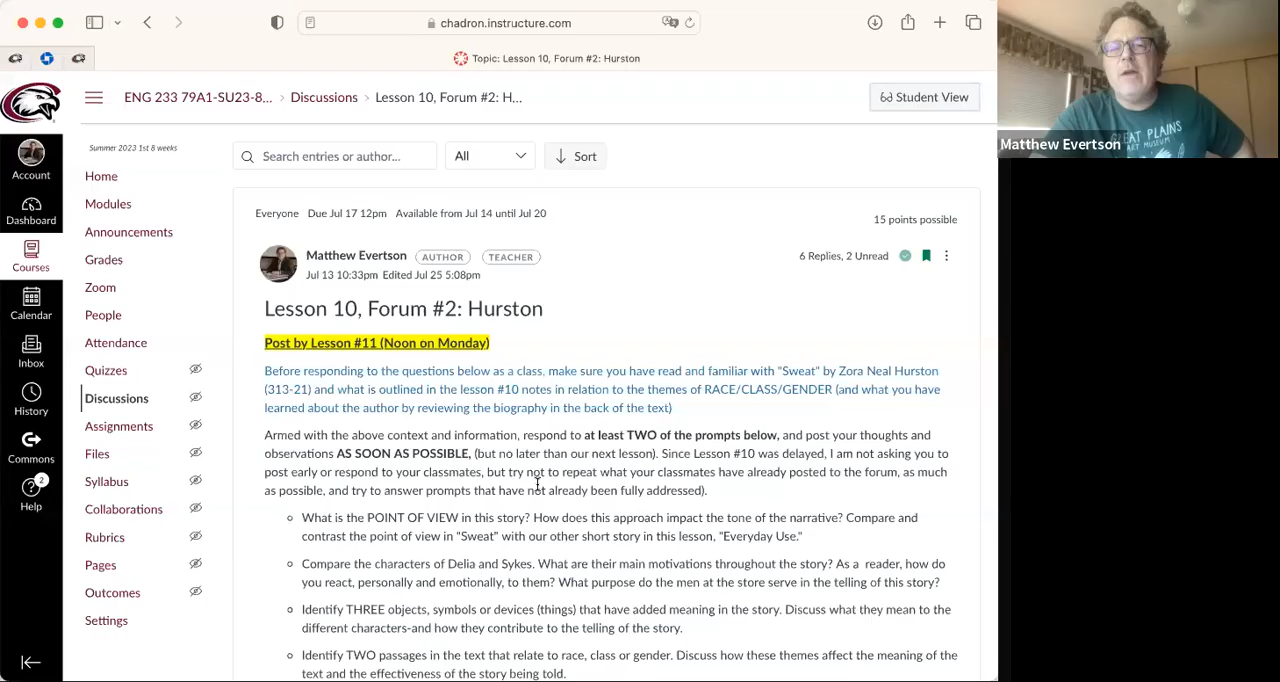 chadron.instructure.com
Topic: Lesson 10, Forum #2: Hurston
ENG 233 79A1-SU23-8... > Discussions > Lesson 10, Forum #2: H...
Student View
Account
Dashboard
Courses
Calendar
Inbox
History
Commons
2
Help
Summer 2023 1st 8 weeks
Home
Modules
Announcements
Grades
Zoom
People
Attendance
Quizzes
Discussions
Assignments
Files
Syllabus
Collaborations
Rubrics
Pages
Outcomes
Settings
Search entries or author...
All
Sort
Everyone Due Jul 17 12pm Available from Jul 14 until Jul 20
15 points possible
Matthew Evertson AUTHOR TEACHER
6 Replies, 2 Unread
Jul 13 10:33pm Edited Jul 25 5:08pm
Lesson 10, Forum #2: Hurston
Post by Lesson #11 (Noon on Monday)
Before responding to the questions below as a class, make sure you have read and familiar with "Sweat" by Zora Neal Hurston
(313-21) and what is outlined in the lesson #10 notes in relation to the themes of RACE/CLASS/GENDER (and what you have
learned about the author by reviewing the biography in the back of the text)
Armed with the above context and information, respond to at least TWO of the prompts below, and post your thoughts and
observations AS SOON AS POSSIBLE, (but no later than our next lesson). Since Lesson #10 was delayed, I am not asking you to
post early or respond to your classmates, but try not to repeat what your classmates have already posted to the forum, as much
as possible, and try to answer prompts that have not already been fully addressed).
What is the POINT OF VIEW in this story? How does this approach impact the tone of the narrative? Compare and
contrast the point of view in "Sweat" with our other short story in this lesson, "Everyday Use."
Compare the characters of Delia and Sykes. What are their main motivations throughout the story? As a reader, how do
you react, personally and emotionally, to them? What purpose do the men at the store serve in the telling of this story?
Identify THREE objects, symbols or devices (things) that have added meaning in the story. Discuss what they mean to the
different characters-and how they contribute to the telling of the story.
Identify TWO passages in the text that relate to race, class or gender. Discuss how these themes affect the meaning of the
text and the effectiveness of the story being told.
GREAT PLAINS
ART MUSEUM
Matthew Evertson